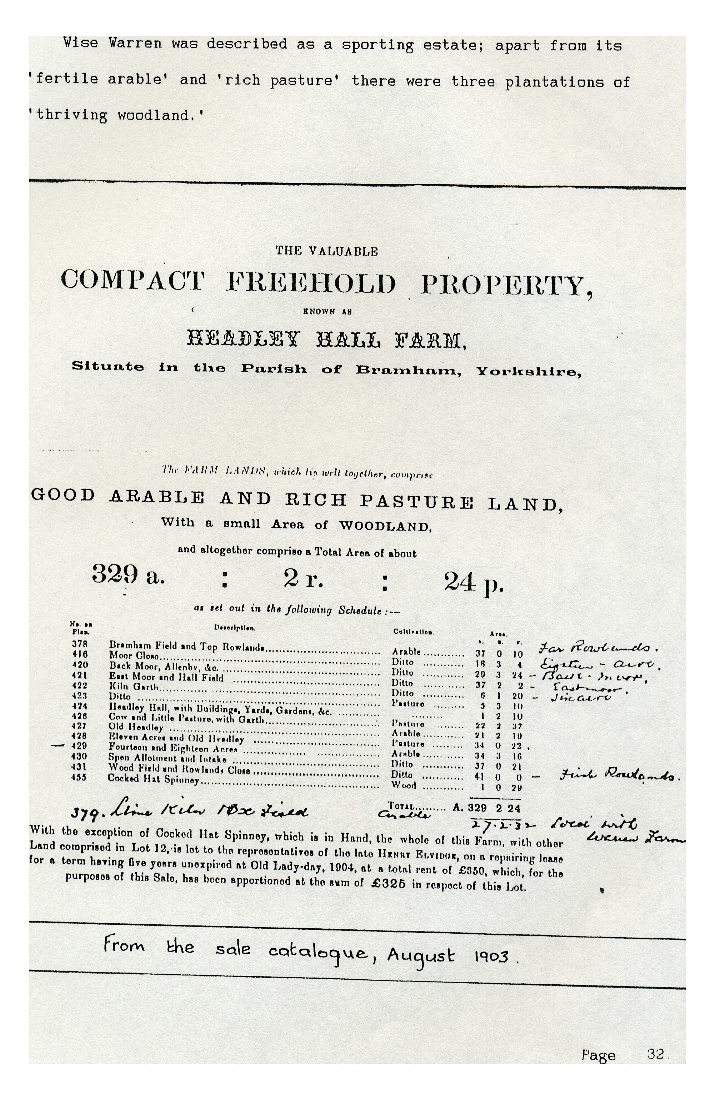 Wise Warren was described as a sporting estate; apart from its
'fertile arable' and 'rich pasture' there were three plantations of
'thriving woodland.'
THE VALUABLE
COMPACT FREEHOLD PROPERTY,
KNOWN AS
HEADLEY HALL FARM,
Situate in the Parish of Bramham, Yorkshire,
The FARM LANDS, which lie well together, comprise
GOOD ARABLE AND RICH PASTURE LAND,
With a small Area of WOODLAND,
and altogether comprise a Total Area of about
329 a. : 2 r. : 24 p.
as set out in the following Schedule :—
No. on Plan. Description. Cultivation. Area.
A. R. P.
378 Bramham Field and Top Rowlands Arable 37 0 10 Far Rowlands.
416 Moor Close Ditto 18 3 4 Eighteen - acre.
420 Back Moor, Allenby, &c. Ditto 29 3 24 - Back - Moor,
421 East Moor and Hall Field Ditto 37 2 2 - East moor.
422 Kiln Garth Ditto 6 1 20 - Six acre
423 Ditto Pasture 5 3 10
424 Headley Hall, with Buildings, Yards, Gardens, &c. 1 2 10
426 Cow and Little Pasture, with Garth Pasture 22 2 37
427 Old Headley Arable 21 2 10
428 Eleven Acres and Old Headley Pasture 34 0 22
— 429 Fourteen and Eighteen Acres Arable 34 3 16
430 Spen Allotment and Intake Ditto 37 0 21
431 Wood Field and Rowlands Close Ditto 41 0 0 - First Rowlands.
455 Cocked Hat Spinney Wood 1 0 29
TOTAL A. 329 2 24
379. Lime Kiln Field
With the exception of Cocked Hat Spinney, which is in Hand, the whole of this Farm, with other
Land comprised in Lot 12, is let to the representatives of the late HENRY ELVIDGE, on a repairing lease
for a term having five years unexpired at Old Lady-day, 1904, at a total rent of £350, which, for the
purposes of this Sale, has been apportioned at the sum of £325 in respect of this Lot.
From the sale catalogue, August 1903.
Page 32.